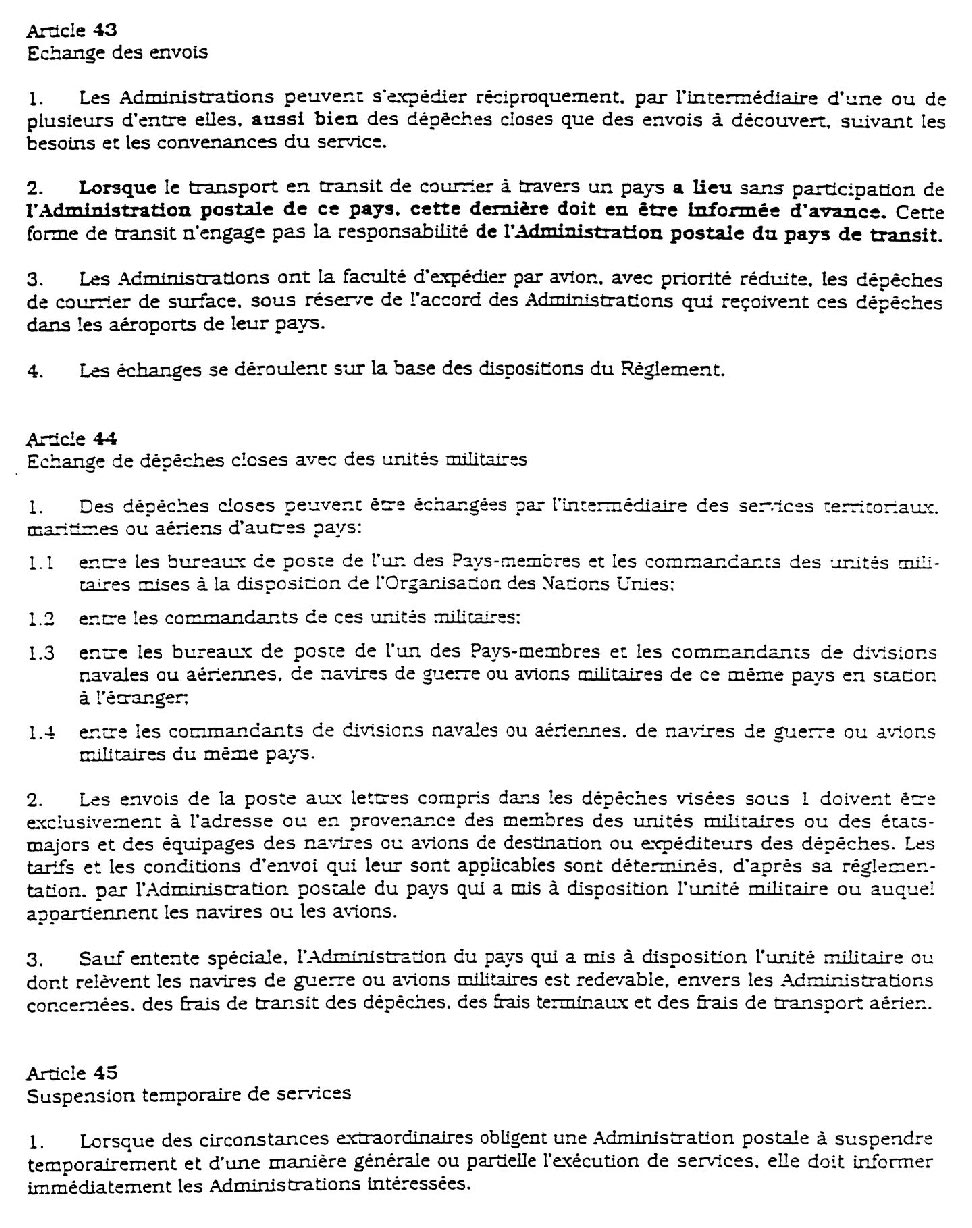 Article 43
Echange des envois
1. Les Administrations peuvent s'expédier réciproquement, par l'intermédiaire d'une ou de
plusieurs d'entre elles, aussi bien des dépêches closes que des envois à découvert, suivant les
besoins et les convenances du service.
2. Lorsque le transport en transit de courrier à travers un pays a lieu sans participation de
l'Administration postale de ce pays, cette dernière doit en être informée d'avance. Cette
forme de transit n'engage pas la responsabilité de l'Administration postale du pays de transit.
3. Les Administrations ont la faculté d'expédier par avion, avec priorité réduite, les dépêches
de courrier de surface, sous réserve de l'accord des Administrations qui reçoivent ces dépêches
dans les aéroports de leur pays.
4. Les échanges se déroulent sur la base des dispositions du Règlement.
Article 44
Echange de dépêches closes avec des unités militaires
1. Des dépêches closes peuvent être échangées par l'intermédiaire des services territoriaux,
maritimes ou aériens d'autres pays:
1.1 entre les bureaux de poste de l'un des Pays-membres et les commandants des unités mili-
taires mises à la disposition de l'Organisation des Nations Unies;
1.2 entre les commandants de ces unités militaires;
1.3 entre les bureaux de poste de l'un des Pays-membres et les commandants de divisions
navales ou aériennes, de navires de guerre ou avions militaires de ce même pays en station
à l'étranger;
1.4 entre les commandants de divisions navales ou aériennes, de navires de guerre ou avions
militaires du même pays.
2. Les envois de la poste aux lettres compris dans les dépêches visées sous 1 doivent être
exclusivement à l'adresse ou en provenance des membres des unités militaires ou des états-
majors et des équipages des navires ou avions de destination ou expéditeurs des dépêches. Les
tarifs et les conditions d'envoi qui leur sont applicables sont déterminés, d'après sa réglemen-
tation, par l'Administration postale du pays qui a mis à disposition l'unité militaire ou auquel
appartiennent les navires ou les avions.
3. Sauf entente spéciale, l'Administration du pays qui a mis à disposition l'unité militaire ou
dont relèvent les navires de guerre ou avions militaires est redevable, envers les Administrations
concernées, des frais de transit des dépêches, des frais terminaux et des frais de transport aérien.
Article 45
Suspension temporaire de services
1. Lorsque des circonstances extraordinaires obligent une Administration postale à suspendre
temporairement et d'une manière générale ou partielle l'exécution de services, elle doit informer
immédiatement les Administrations intéressées.